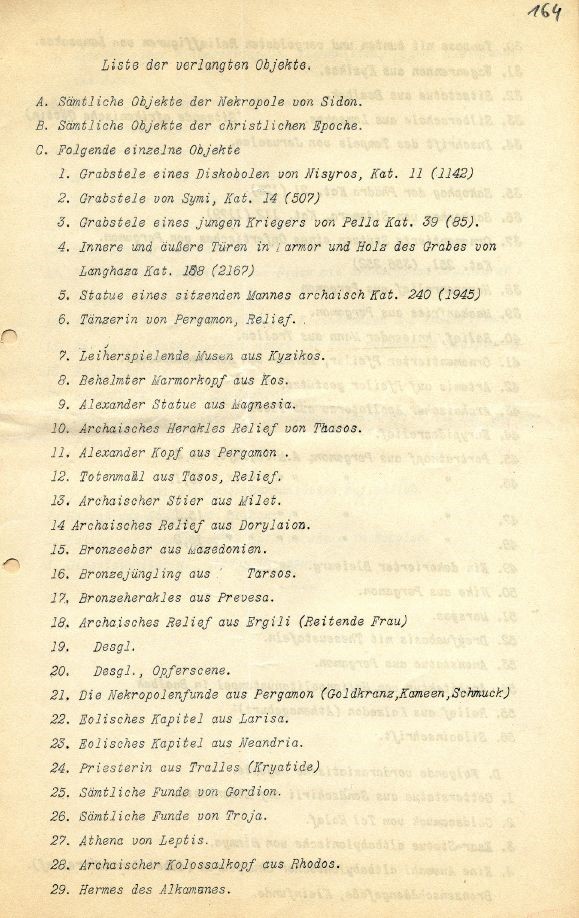 164
Liste der verlangten Objekte.
A. Sämtliche Objekte der Nekropole von Sidon.
B. Sämtliche Objekte der christlichen Epoche.
C. Folgende einzelne Objekte
1. Grabstele eines Diskobolen von Nisyros, Kat. 11 (1142)
2. Grabstele von Symi, Kat. 14 (507)
3. Grabstele eines jungen Kriegers von Pella Kat. 39 (85).
4. Innere und äußere Türen in Marmor und Holz des Grabes von
Langhaza Kat. 188 (2167)
5. Statue eines sitzenden Mannes archaisch Kat. 240 (1945)
6. Tänzerin von Pergamon, Relief.
7. Leiherspielende Musen aus Kyzikos.
8. Behelmter Marmorkopf aus Kos.
9. Alexander Statue aus Magnesia.
10. Archaisches Herakles Relief von Thasos.
11. Alexander Kopf aus Pergamon .
12. Totenmahl aus Tasos, Relief.
13. Archaischer Stier aus Milet.
14 Archaisches Relief aus Dorylaion.
15. Bronzeeber aus Mazedonien.
16. Bronzejüngling aus Tarsos.
17. Bronzeherakles aus Prevesa.
18. Archaisches Relief aus Ergili (Reitende Frau)
19. Desgl.
20. Desgl., Opferscene.
21. Die Nekropolenfunde aus Pergamon (Goldkranz,Kameen,Schmuck)
22. Eolisches Kapitel aus Larisa.
23. Eolisches Kapitel aus Neandria.
24. Priesterin aus Tralles (Kryatide)
25. Sämtliche Funde von Gordion.
26. Sämtliche Funde von Troja.
27. Athena von Leptis.
28. Archaischer Kolossalkopf aus Rhodos.
29. Hermes des Alkamanes.